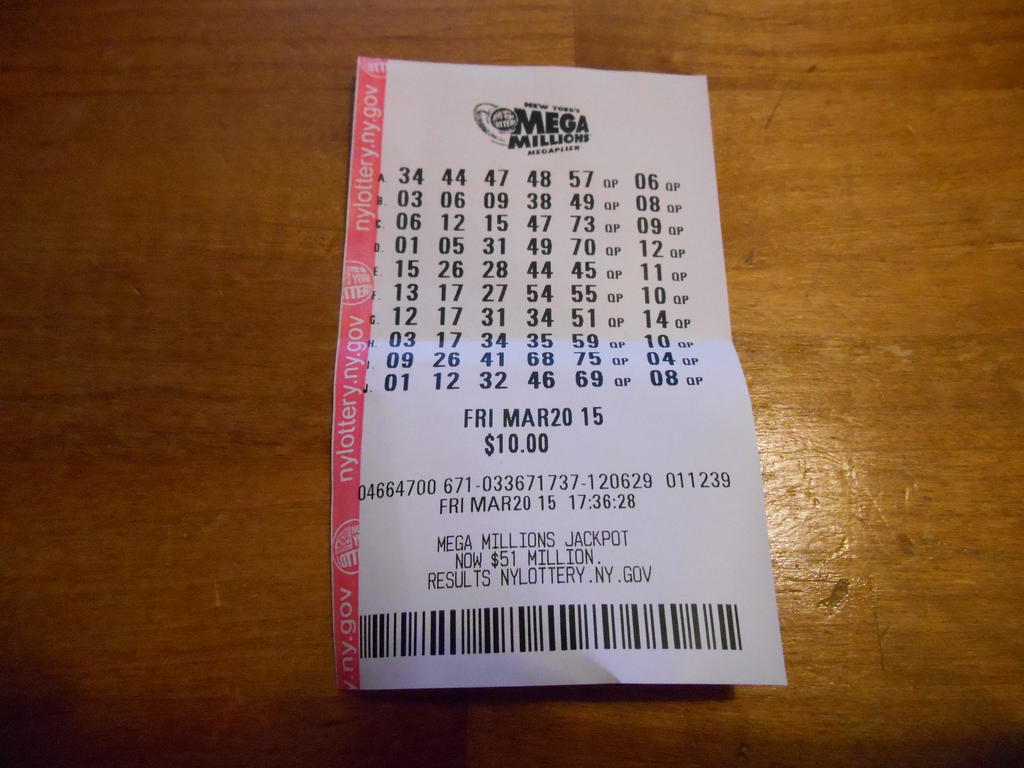 NEW YORK'S
MEGA
MILLIONS
MEGAPLIER
A. 34 44 47 48 57 QP 06 QP
B. 03 06 09 38 49 QP 08 QP
C. 06 12 15 47 73 QP 09 QP
D. 01 05 31 49 70 QP 12 QP
E. 15 26 28 44 45 QP 11 QP
F. 13 17 27 54 55 QP 10 QP
G. 12 17 31 34 51 QP 14 QP
H. 03 17 34 35 59 QP 10 QP
I. 09 26 41 68 75 QP 04 QP
J. 01 12 32 46 69 QP 08 QP
FRI MAR20 15
$10.00
04664700 671-033671737-120629 011239
FRI MAR20 15 17:36:28
MEGA MILLIONS JACKPOT
NOW $51 MILLION.
RESULTS NYLOTTERY.NY.GOV
nylottery.ny.gov
nylottery.ny.gov
y.ny.gov